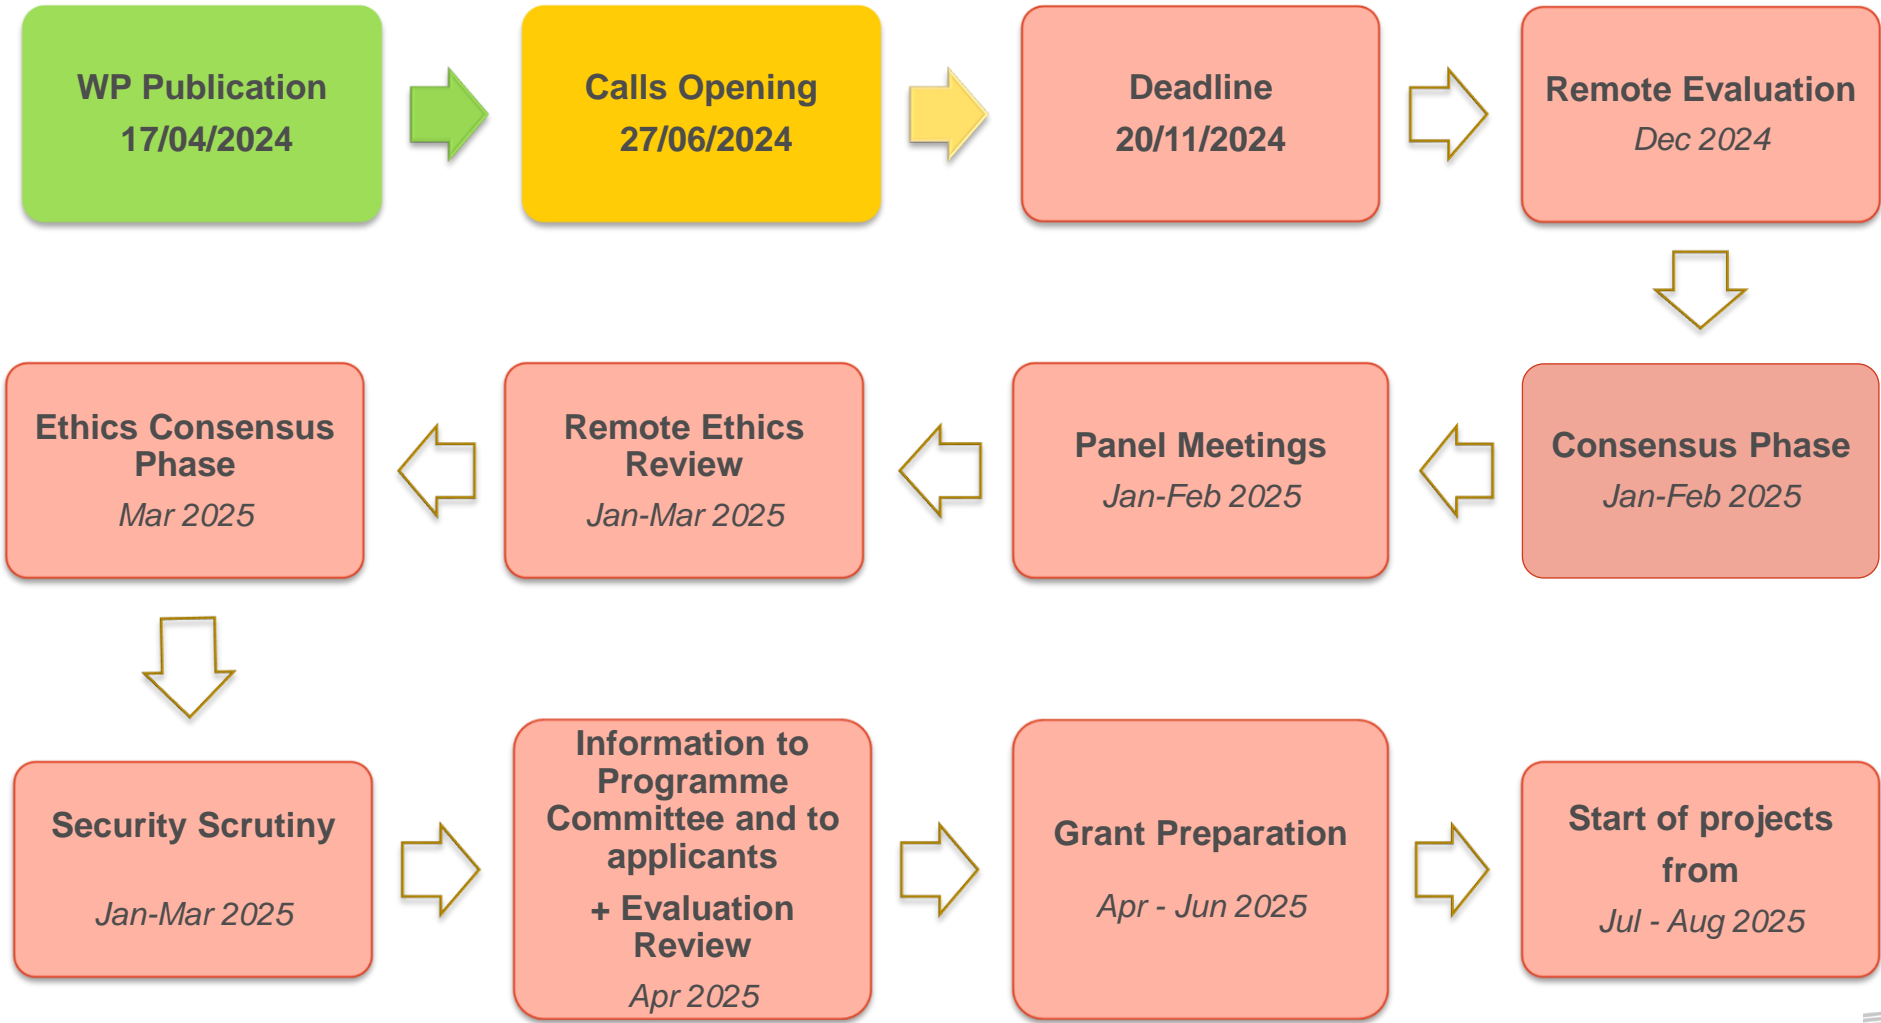 WP Publication
17/04/2024
Calls Opening
27/06/2024
Deadline
20/11/2024
Remote Evaluation
Dec 2024
Consensus Phase
Jan-Feb 2025
Panel Meetings
Jan-Feb 2025
Remote Ethics
Review
Jan-Mar 2025
Ethics Consensus
Phase
Mar 2025
Security Scrutiny
Jan-Mar 2025
Information to
Programme
Committee and to
applicants
+ Evaluation
Review
Apr 2025
Grant Preparation
Apr - Jun 2025
Start of projects
from
Jul - Aug 2025